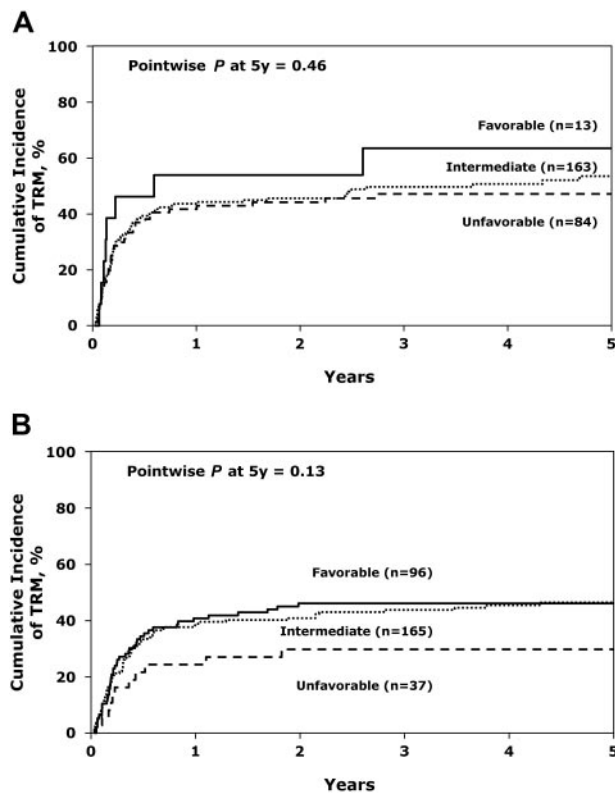 A
Pointwise P at 5y = 0.46
100
80
60
40
20
0
Cumulative Incidence
of TRM, %
Favorable (n=13)
Intermediate (n=163)
Unfavorable (n=84)
0 1 2 3 4 5
Years
B
Pointwise P at 5y = 0.13
100
80
60
40
20
0
Cumulative Incidence
of TRM, %
Favorable (n=96)
Intermediate (n=165)
Unfavorable (n=37)
0 1 2 3 4 5
Years